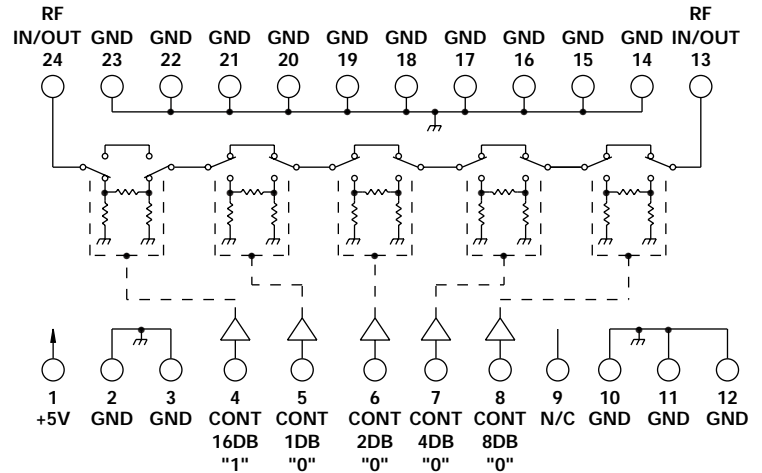 RF RF
IN/OUT GND GND GND GND GND GND GND GND GND GND IN/OUT
24 23 22 21 20 19 18 17 16 15 14 13
1 2 3 4 5 6 7 8 9 10 11 12
+5V GND GND CONT CONT CONT CONT CONT N/C GND GND GND
16DB 1DB 2DB 4DB 8DB
"1" "0" "0" "0" "0"